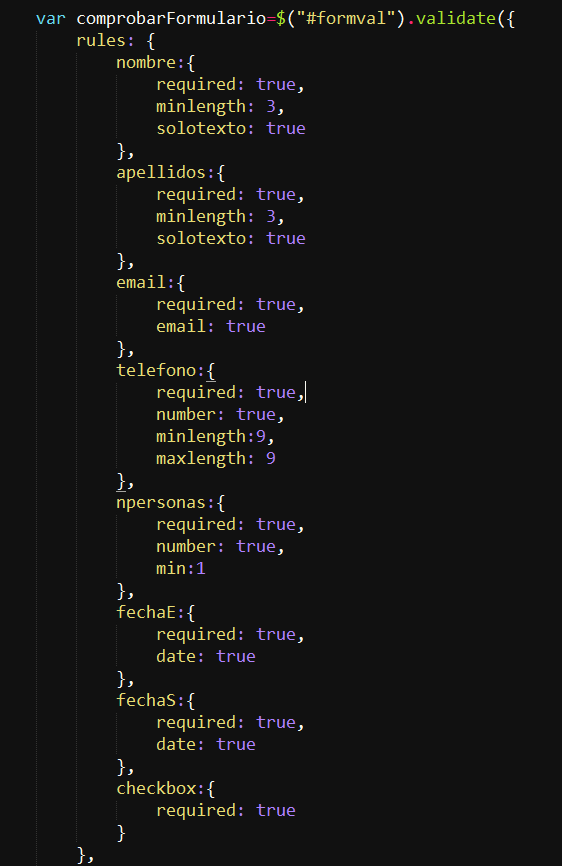 var comprobarFormulario=$("#formval").validate({
rules: {
nombre:{
required: true,
minlength: 3,
solotexto: true
},
apellidos:{
required: true,
minlength: 3,
solotexto: true
},
email:{
required: true,
email: true
},
telefono:{
required: true,
number: true,
minlength:9,
maxlength: 9
},
npersonas:{
required: true,
number: true,
min:1
},
fechaE:{
required: true,
date: true
},
fechaS:{
required: true,
date: true
},
checkbox:{
required: true
}
},